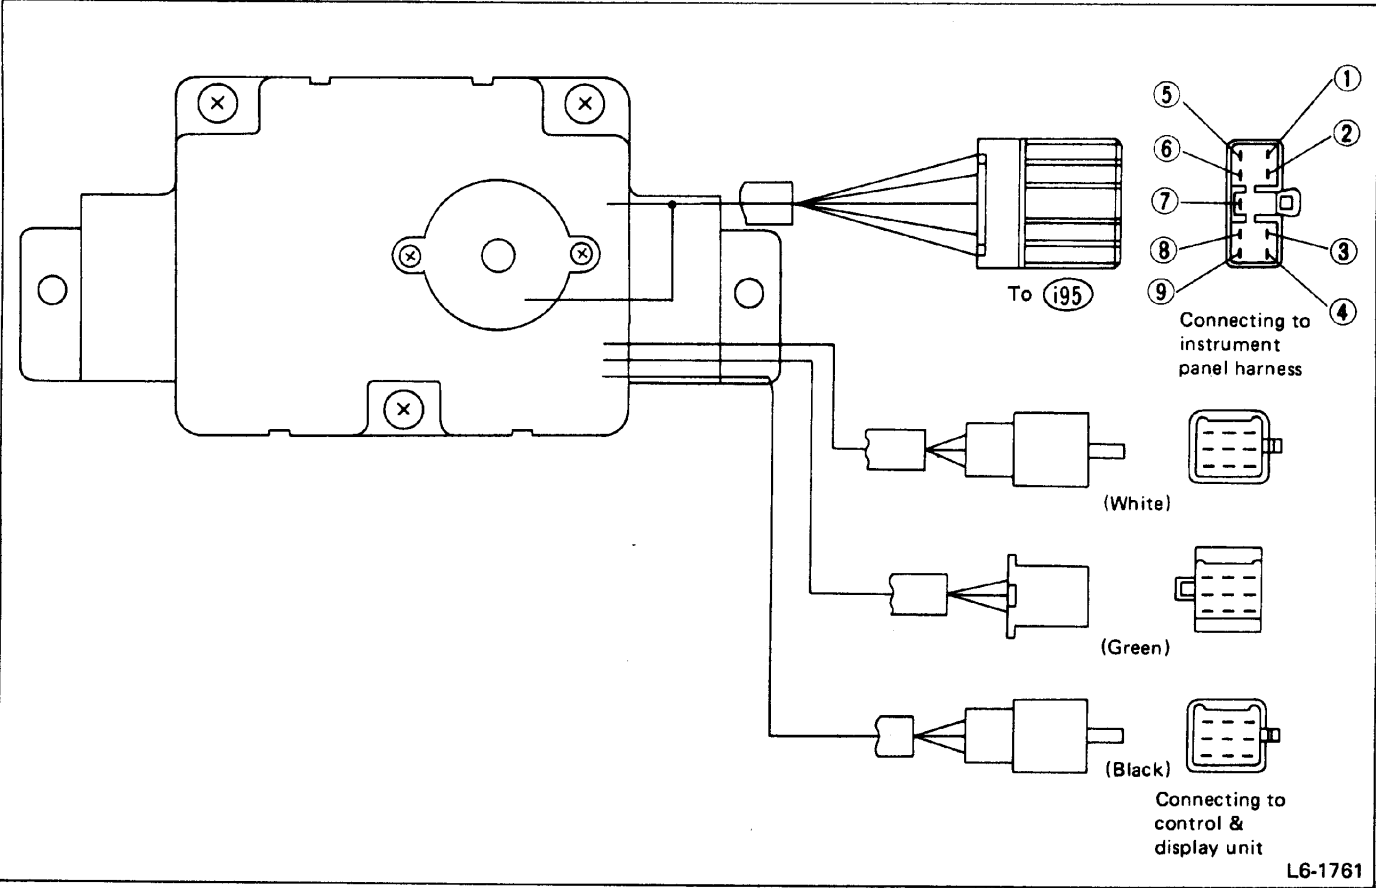 ① 
⑤
②
⑥
⑦
③
⑧
⑨
④
To i95
Connecting to
instrument
panel harness
(White)
(Green)
(Black)
Connecting to
control &
display unit
L6-1761